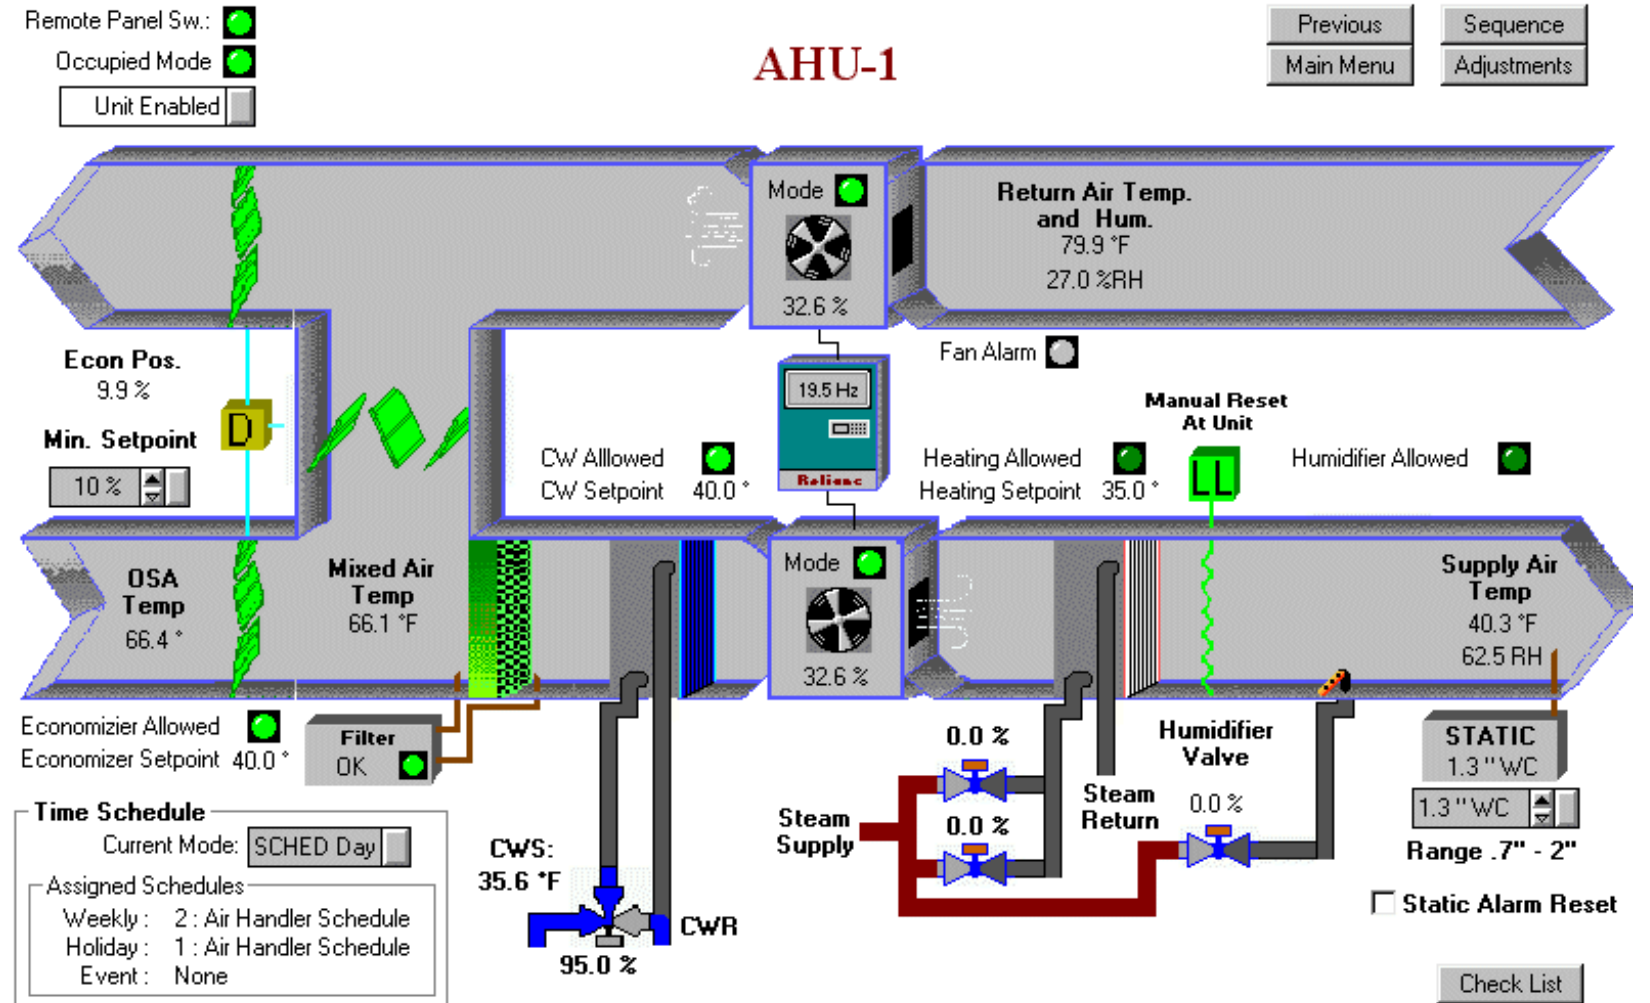 Remote Panel Sw.:
Occupied Mode
Unit Enabled
AHU-1
Previous
Sequence
Main Menu
Adjustments
Mode
32.6 %
Return Air Temp.
and Hum.
79.9 °F
27.0 %RH
Fan Alarm
Econ Pos.
9.9 %
D
Min. Setpoint
10 %
19.5 Hz
Relianc
CW Alllowed
CW Setpoint 40.0 °
Heating Allowed
Heating Setpoint 35.0 °
Manual Reset
At Unit
LL
Humidifier Allowed
OSA
Temp
66.4 °
Mixed Air
Temp
66.1 °F
Mode
32.6 %
Supply Air
Temp
40.3 °F
62.5 RH
Economizier Allowed
Economizer Setpoint 40.0 °
Filter
OK
0.0 %
0.0 %
Steam
Supply
Steam
Return
Humidifier
Valve
0.0 %
STATIC
1.3 "WC
1.3 "WC
Range .7" - 2"
Static Alarm Reset
Time Schedule
Current Mode: SCHED Day
Assigned Schedules
Weekly : 2 : Air Handler Schedule
Holiday : 1 : Air Handler Schedule
Event : None
CWS:
35.6 °F
CWR
95.0 %
Check List